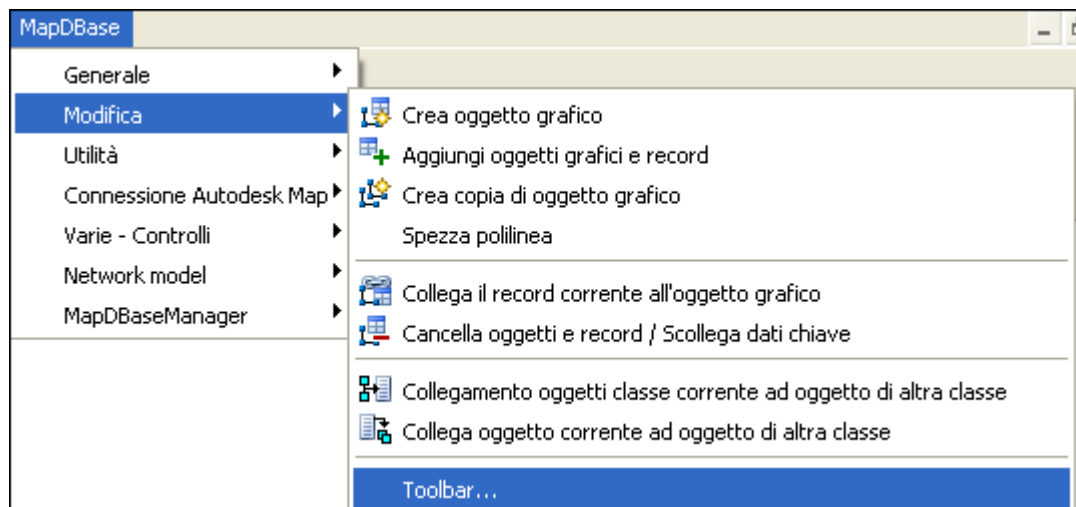 MapDBase
Generale
Modifica
Utilità
Connessione Autodesk Map
Varie - Controlli
Network model
MapDBaseManager
Crea oggetto grafico
Aggiungi oggetti grafici e record
Crea copia di oggetto grafico
Spezza polilinea
Collega il record corrente all'oggetto grafico
Cancella oggetti e record / Scollega dati chiave
Collegamento oggetti classe corrente ad oggetto di altra classe
Collega oggetto corrente ad oggetto di altra classe
Toolbar...